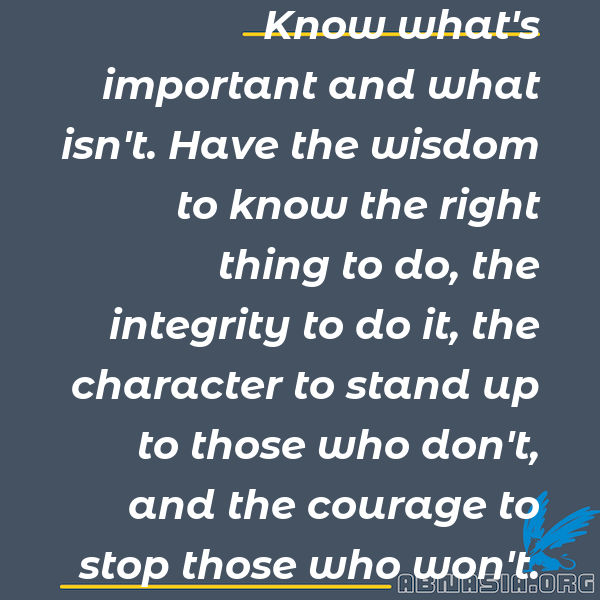 Know what's
important and what
isn't. Have the wisdom
to know the right
thing to do, the
integrity to do it, the
character to stand up
to those who don't,
and the courage to
stop those who won't.
ABNASIA.ORG